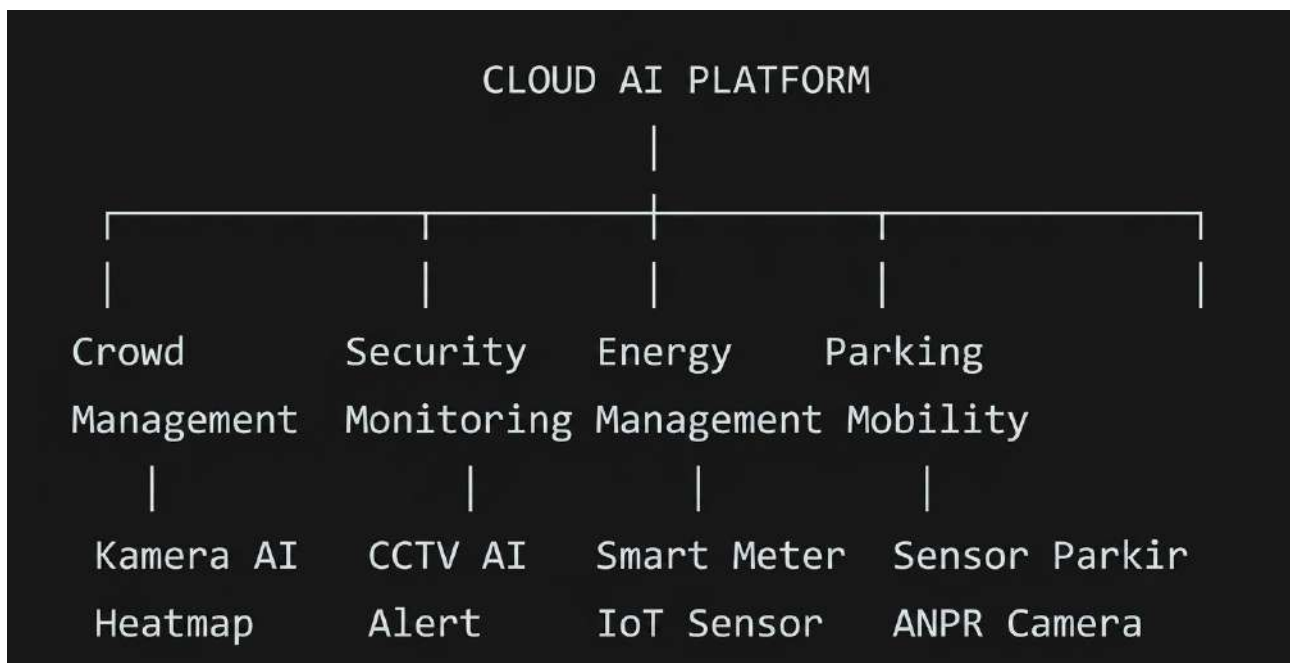 CLOUD AI PLATFORM
Crowd Security Energy Parking
Management Monitoring Management Mobility
Kamera AI CCTV AI Smart Meter Sensor Parkir
Heatmap Alert IoT Sensor ANPR Camera